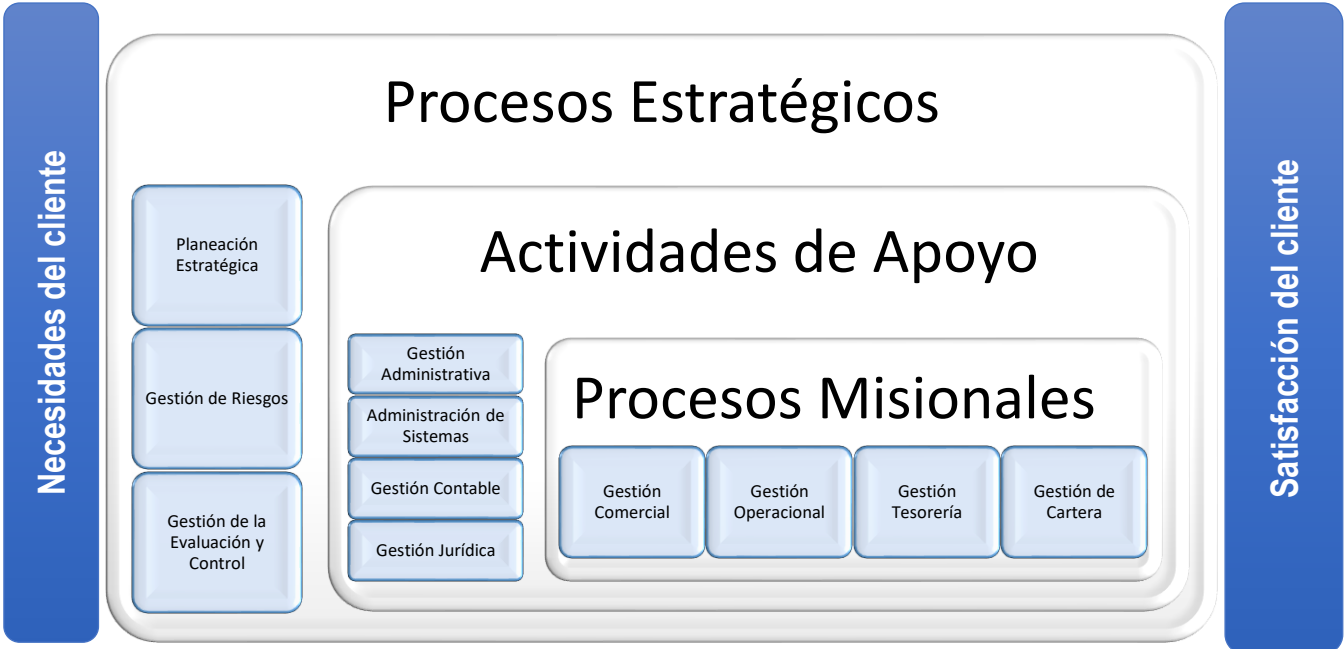 Necesidades del cliente
Procesos Estratégicos
Planeación
Estratégica
Gestión de Riesgos
Gestión de la
Evaluación y
Control
Actividades de Apoyo
Gestión
Administrativa
Administración de
Sistemas
Gestión Contable
Gestión Jurídica
Procesos Misionales
Gestión
Comercial
Gestión
Operacional
Gestión
Tesorería
Gestión de
Cartera
Satisfacción del cliente